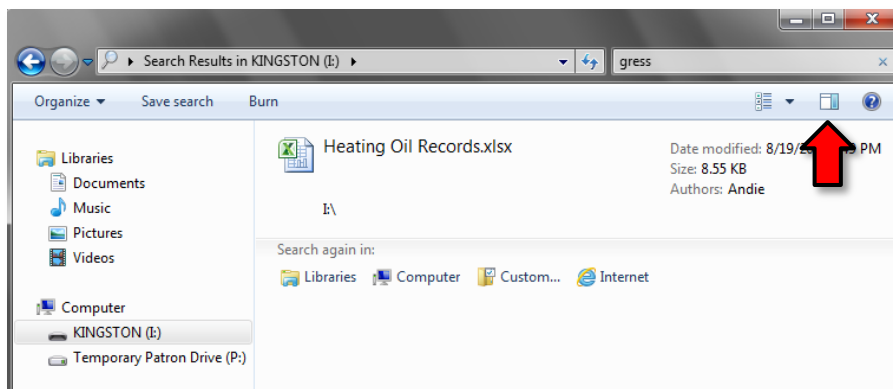 Search Results in KINGSTON (I:)
gress
Organize Save search Burn
Libraries
Documents
Music
Pictures
Videos
Computer
KINGSTON (I:)
Temporary Patron Drive (P:)
Heating Oil Records.xlsx
I:\
Date modified: 8/19/ PM
Size: 8.55 KB
Authors: Andie
Search again in:
Libraries Computer Custom... Internet